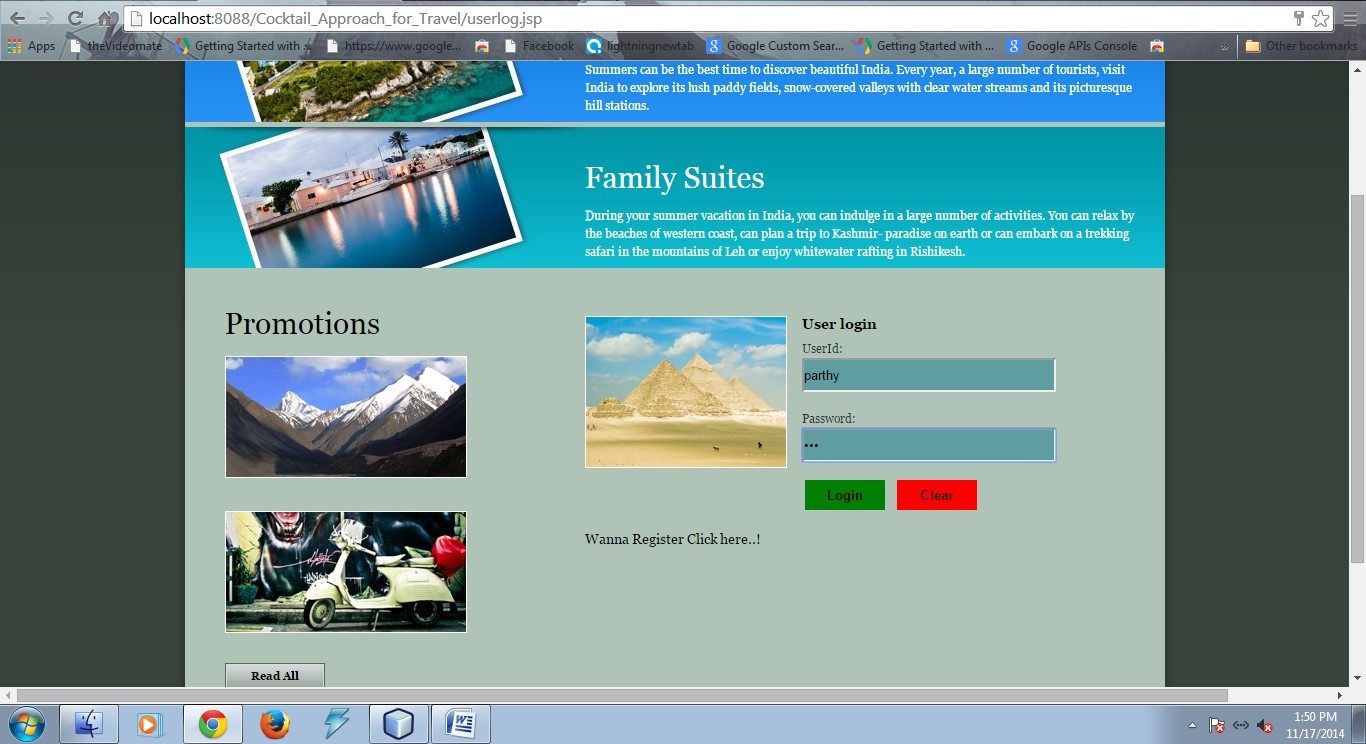 localhost:8088/Cocktail_Approach_for_Travel/userlog.jsp
Apps theVideomate Getting Started with ... https://www.google... Facebook lightningnewtab Google Custom Sear... Getting Started with ... Google APIs Console » Other bookmarks
Summers can be the best time to discover beautiful India. Every year, a large number of tourists, visit
India to explore its lush paddy fields, snow-covered valleys with clear water streams and its picturesque
hill stations.
Family Suites
During your summer vacation in India, you can indulge in a large number of activities. You can relax by
the beaches of western coast, can plan a trip to Kashmir- paradise on earth or can embark on a trekking
safari in the mountains of Leh or enjoy whitewater rafting in Rishikesh.
Promotions
User login
UserId:
parthy
Password:
•••
Login Clear
Wanna Register Click here..!
Read All
1:50 PM
11/17/2014